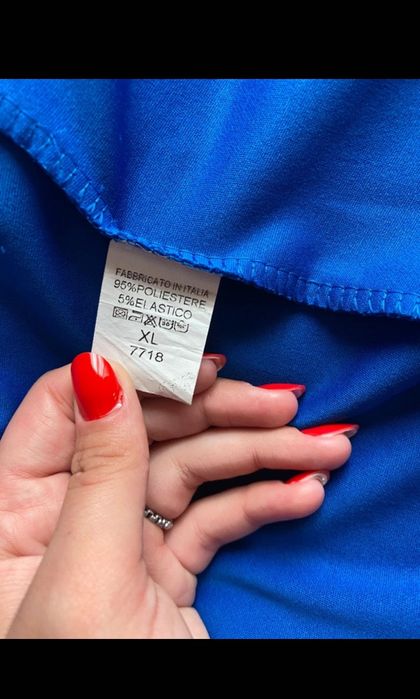 FABBRICATO IN ITALIA
95%POLIESTERE
5%ELASTICO
XL
7718